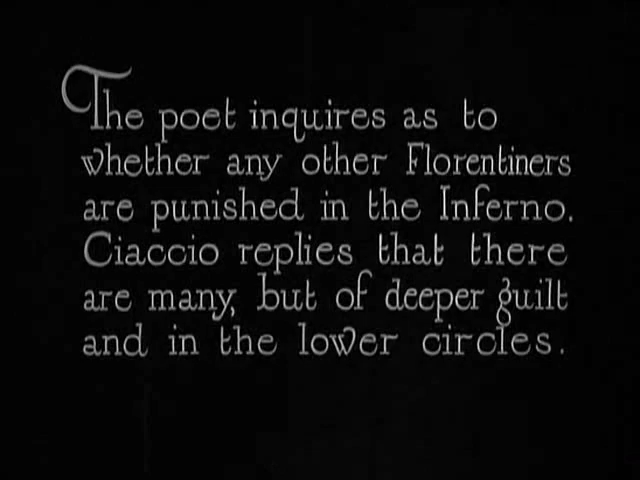 The poet inquires as to
whether any other Florentiners
are punished in the Inferno.
Ciaccio replies that there
are many, but of deeper guilt
and in the lower circles.